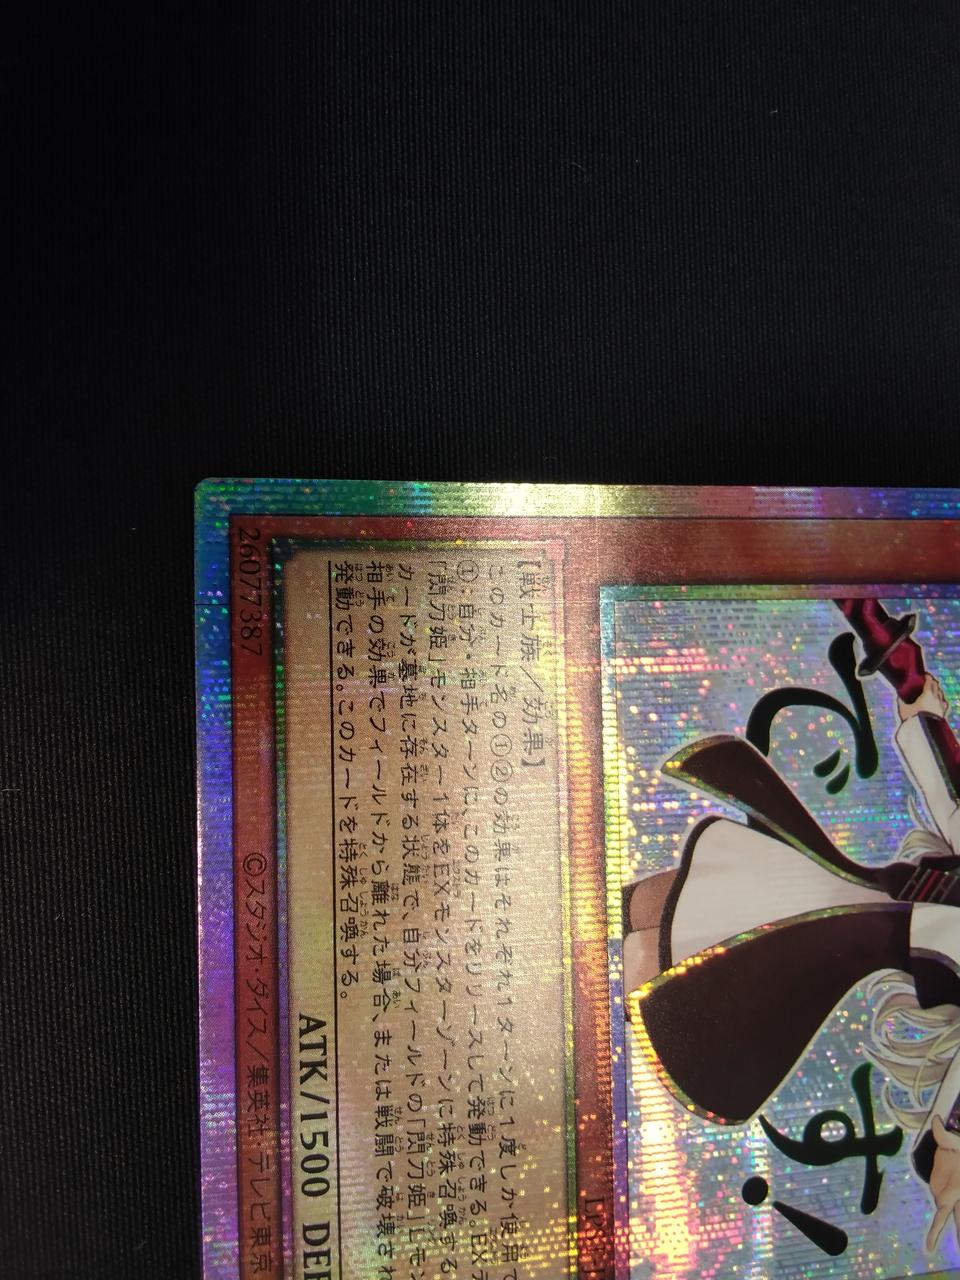 です!
LP
【戦士族／効果】
このカード名の①②の効果はそれぞれ１ターンに１度しか使用で
①：自分・相手ターンに、このカードをリリースして発動できる。EXデ
「閃刀姫」モンスター１体をEXモンスターゾーンに特殊召喚する
カードが墓地に存在する状態で、自分フィールドの「閃刀姫」Lモン
相手の効果でフィールドから離れた場合、または戦闘で破壊され
発動できる。このカードを特殊召喚する。
ATK/1500 DEF
26077387 ©スタジオ・ダイス／集英社・テレビ東京